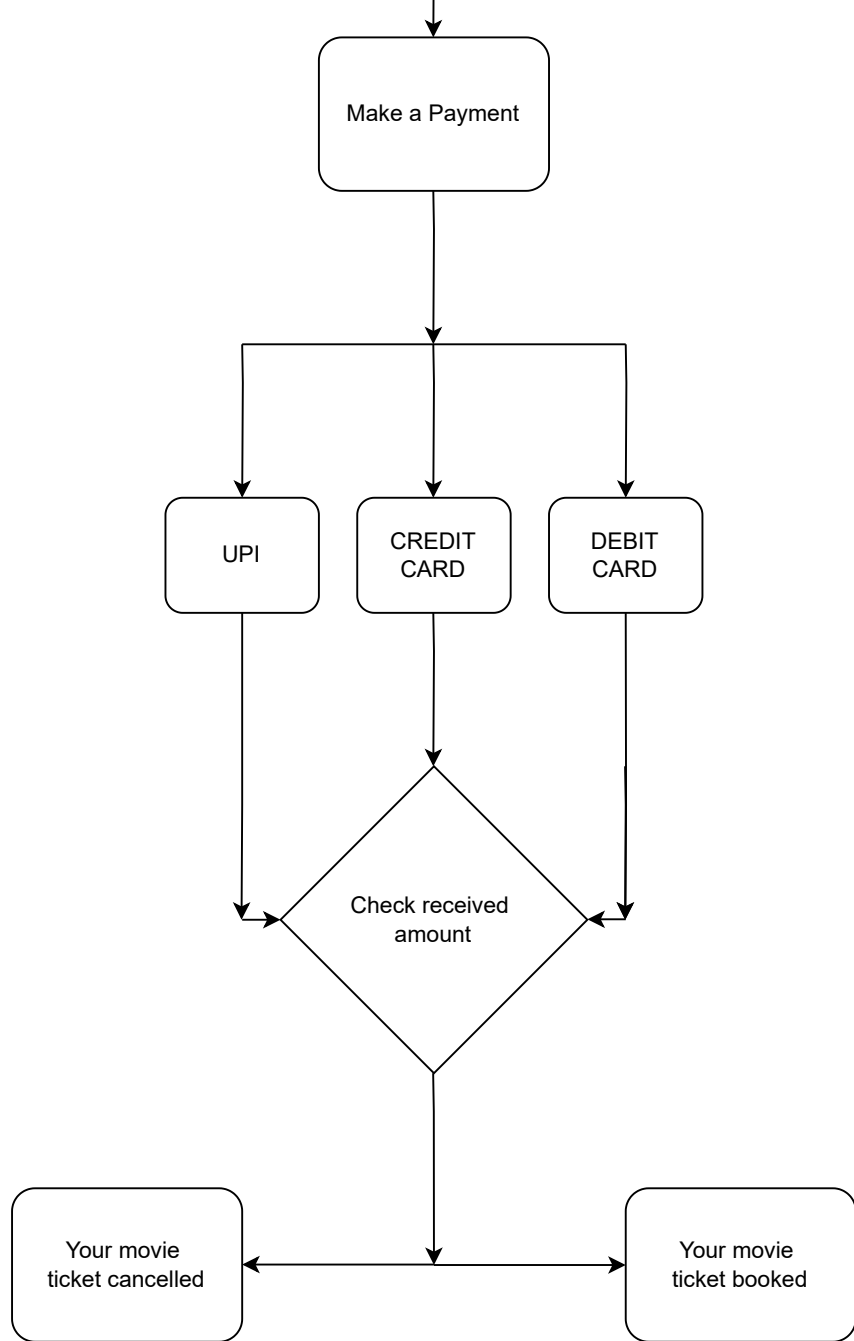 Make a Payment
UPI
CREDIT
CARD
DEBIT
CARD
Check received
amount
Your movie
ticket cancelled
Your movie
ticket booked